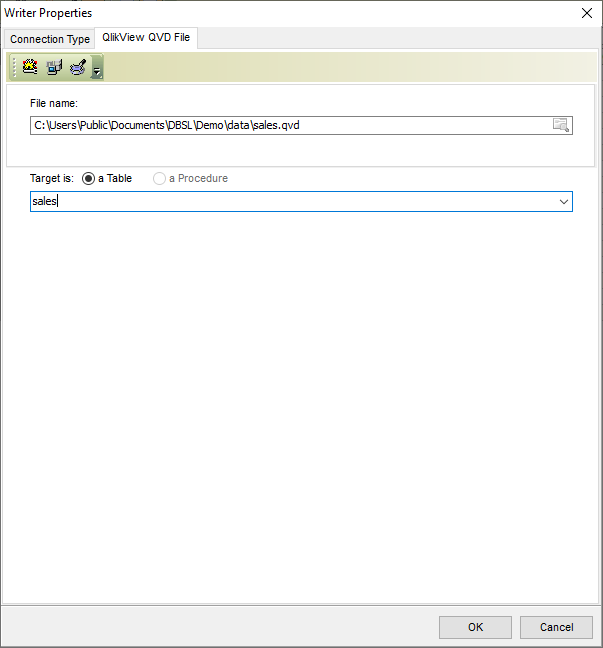 Writer Properties
Connection Type
QlikView QVD File
File name:
C:\Users\Public\Documents\DBSL\Demo\data\sales.qvd
Target is: a Table a Procedure
sales
OK Cancel